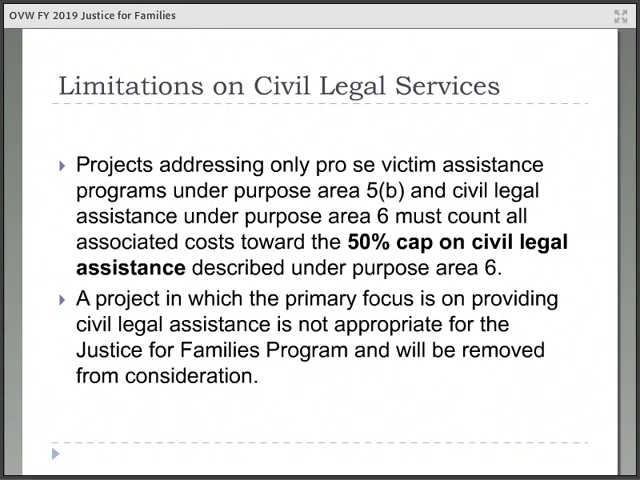 OVW FY 2019 Justice for Families
Limitations on Civil Legal Services
Projects addressing only pro se victim assistance
programs under purpose area 5(b) and civil legal
assistance under purpose area 6 must count all
associated costs toward the 50% cap on civil legal
assistance described under purpose area 6.
A project in which the primary focus is on providing
civil legal assistance is not appropriate for the
Justice for Families Program and will be removed
from consideration.